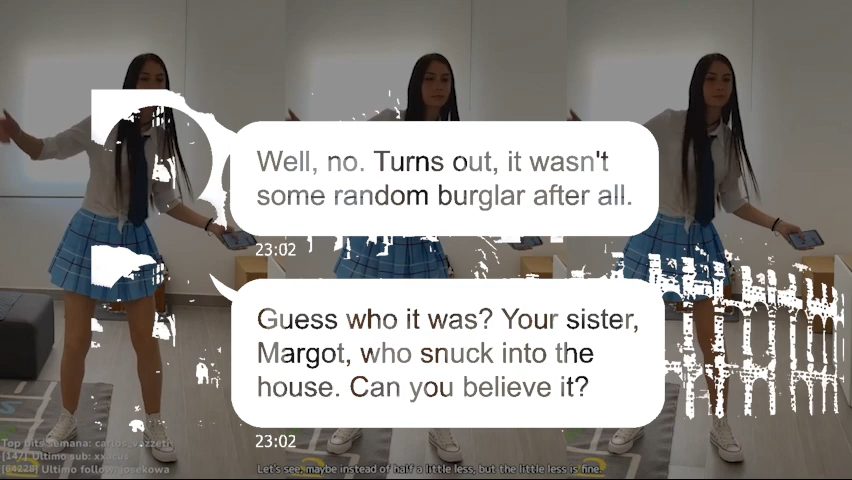 Well, no. Turns out, it wasn't
some random burglar after all.
23:02
Guess who it was? Your sister,
Margot, who snuck into the
house. Can you believe it?
23:02
Top bits Semana: carlos_vazzeti
[147] Ultimo sub:
[64228] Ultimo follow:
Let's see, maybe instead of half a little less, but the little less is fine.